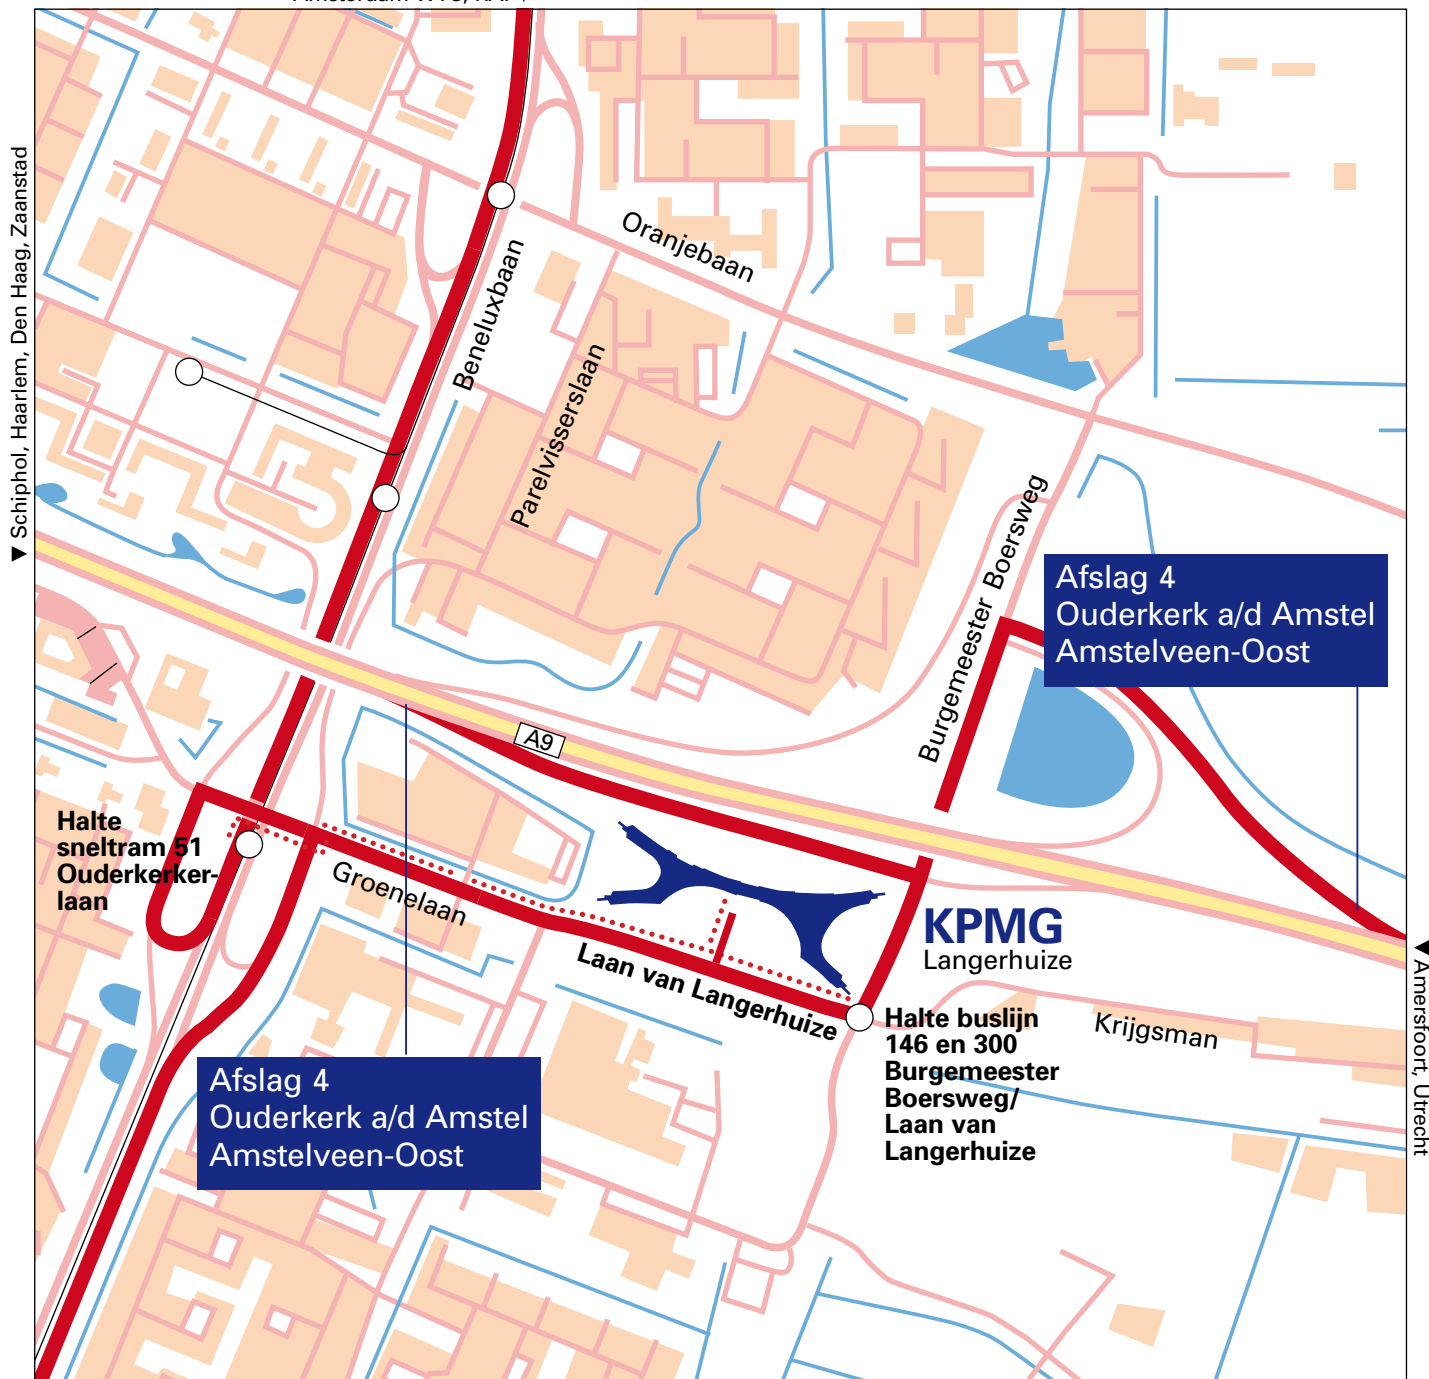 ▼ Schiphol, Haarlem, Den Haag, Zaanstad
Oranjebaan
Beneluxbaan
Parelvisserslaan
Burgemeester Boersweg
Afslag 4
Ouderkerk a/d Amstel
Amstelveen-Oost
A9
Halte
sneltram 51
Ouderkerker-
laan
Groenelaan
KPMG
Langerhuize
Laan van Langerhuize
Halte buslijn
146 en 300
Burgemeester
Boersweg/
Laan van
Langerhuize
Krijgsman
▼ Amersfoort, Utrecht
Afslag 4
Ouderkerk a/d Amstel
Amstelveen-Oost